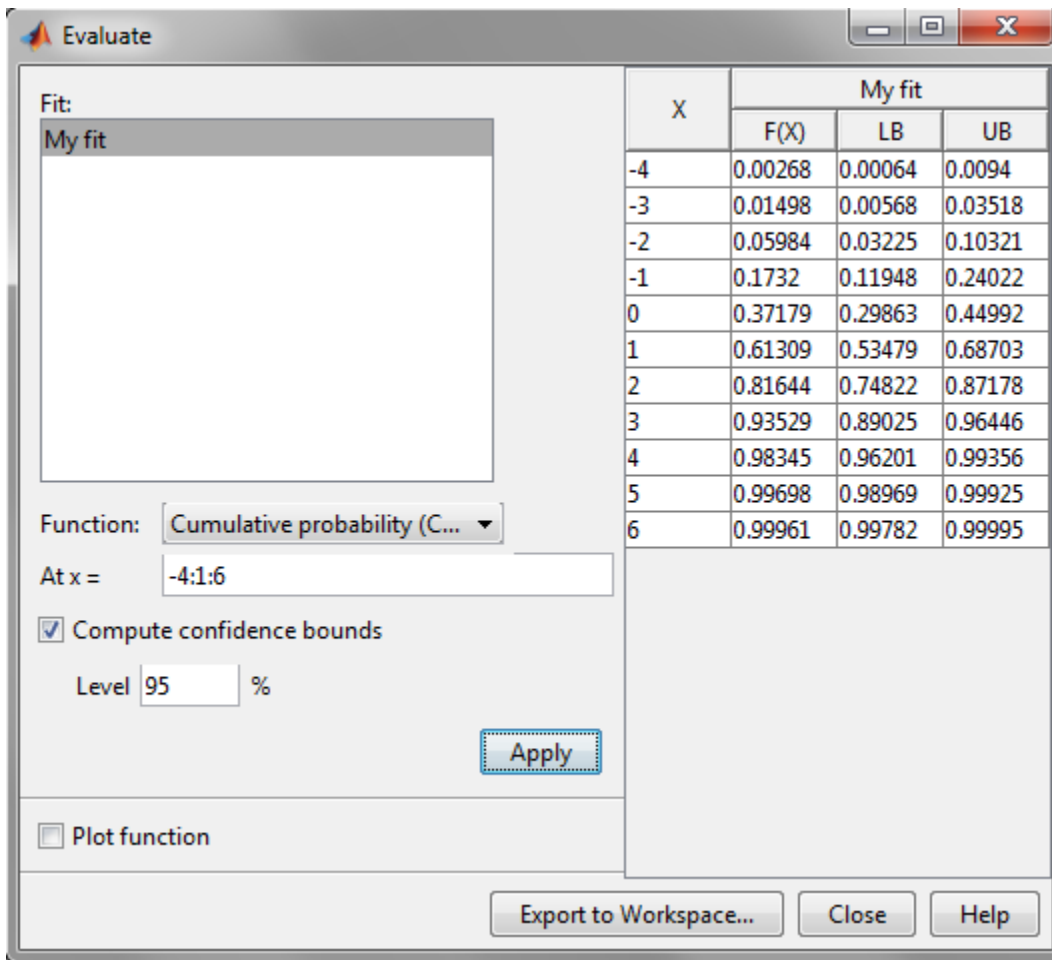 Evaluate
Fit:
My fit
Function: Cumulative probability (C...
At x = -4:1:6
Compute confidence bounds
Level 95 %
Apply
Plot function
X My fit
F(X) LB UB
-4 0.00268 0.00064 0.0094
-3 0.01498 0.00568 0.03518
-2 0.05984 0.03225 0.10321
-1 0.1732 0.11948 0.24022
0 0.37179 0.29863 0.44992
1 0.61309 0.53479 0.68703
2 0.81644 0.74822 0.87178
3 0.93529 0.89025 0.96446
4 0.98345 0.96201 0.99356
5 0.99698 0.98969 0.99925
6 0.99961 0.99782 0.99995
Export to Workspace... Close Help